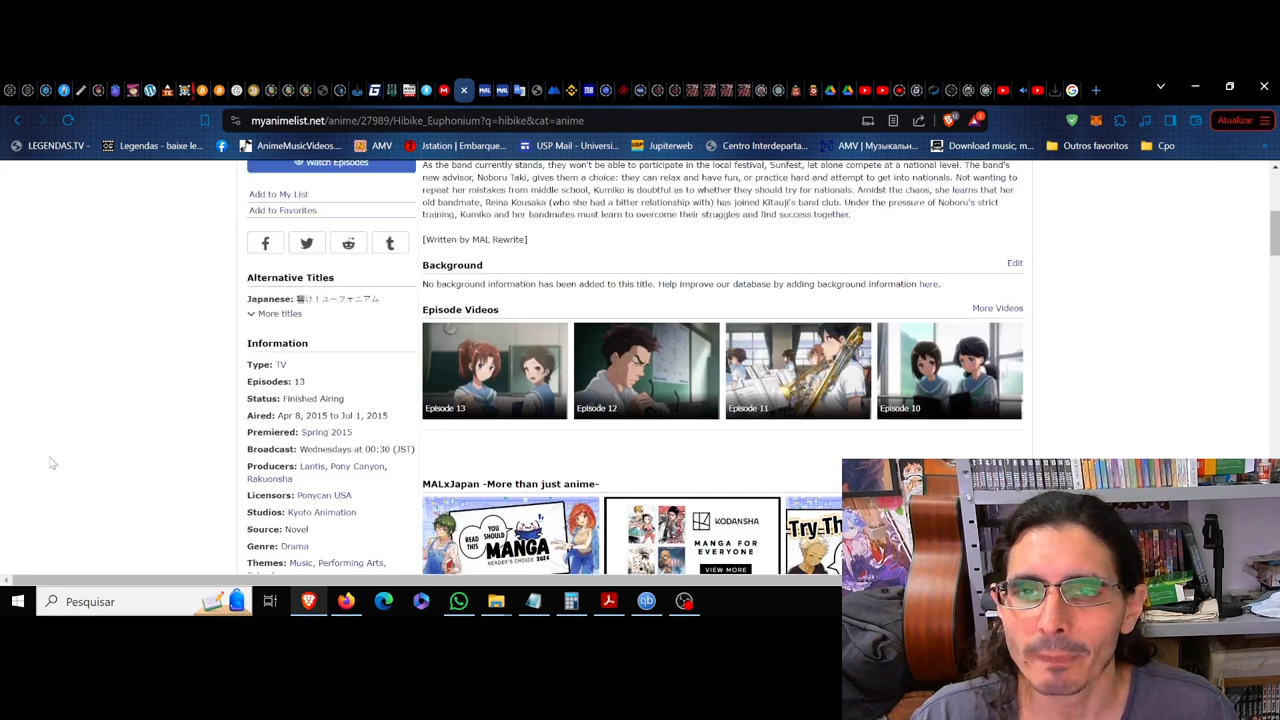 myanimelist.net/anime/27989/Hibike_Euphonium?q=hibike&cat=anime
Atualizar
LEGENDAS.TV -
Legendas - baixe le...
AnimeMusicVideos....
AMV
Jstation | Embarque...
USP Mail - Universi...
Jupiterweb
Centro Interdeparta...
AMV | Музыкальн...
Download music, m...
Outros favoritos
Cpo
Watch Episodes
Add to My List
Add to Favorites
Alternative Titles
Japanese: 響け！ユーフォニアム
More titles
Information
Type: TV
Episodes: 13
Status: Finished Airing
Aired: Apr 8, 2015 to Jul 1, 2015
Premiered: Spring 2015
Broadcast: Wednesdays at 00:30 (JST)
Producers: Lantis, Pony Canyon,
Rakuonsha
Licensors: Ponycan USA
Studios: Kyoto Animation
Source: Novel
Genre: Drama
Themes: Music, Performing Arts,
As the band currently stands, they won't be able to participate in the local festival, Sunfest, let alone compete at a national level. The band's
new advisor, Noboru Taki, gives them a choice: they can relax and have fun, or practice hard and attempt to get into nationals. Not wanting to
repeat her mistakes from middle school, Kumiko is doubtful as to whether they should try for nationals. Amidst the chaos, she learns that her
old bandmate, Reina Kousaka (who she had a bitter relationship with) has joined Kitauji's band club. Under the pressure of Noboru's strict
training, Kumiko and her bandmates must learn to overcome their struggles and find success together.
[Written by MAL Rewrite]
Background
Edit
No background information has been added to this title. Help improve our database by adding background information here.
Episode Videos
More Videos
Episode 13
Episode 12
Episode 11
Episode 10
MALxJapan -More than just anime-
READ THIS
YOU SHOULD
MANGA
READER'S CHOICE 2024
KODANSHA
MANGA FOR
EVERYONE
VIEW MORE
Try Th
Pesquisar